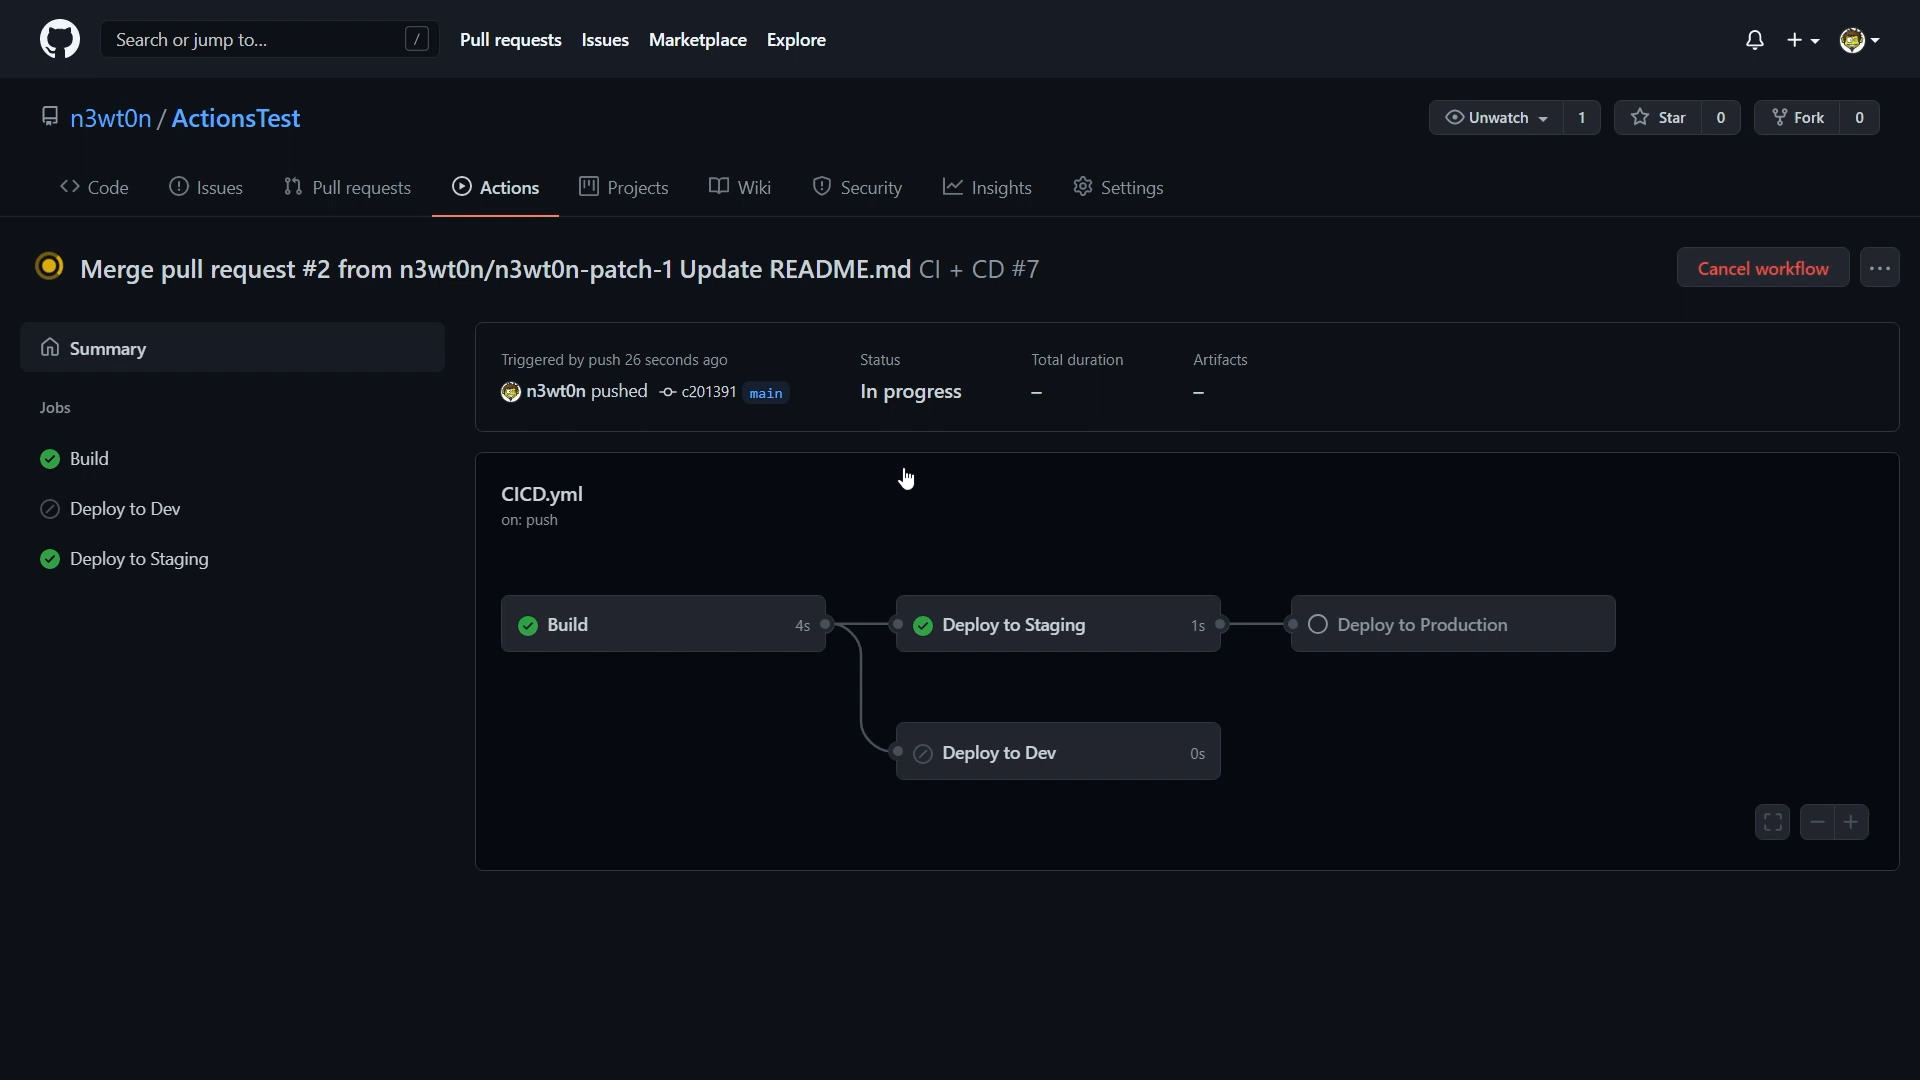 Search or jump to... /
Pull requests Issues Marketplace Explore
n3wt0n / ActionsTest
Unwatch 1 Star 0 Fork 0
Code Issues Pull requests Actions Projects Wiki Security Insights Settings
Merge pull request #2 from n3wt0n/n3wt0n-patch-1 Update README.md CI + CD #7
Cancel workflow ...
Summary
Jobs
Build
Deploy to Dev
Deploy to Staging
Triggered by push 26 seconds ago
n3wt0n pushed c201391 main
Status
In progress
Total duration
–
Artifacts
–
CICD.yml
on: push
Build 4s
Deploy to Staging 1s
Deploy to Production
Deploy to Dev 0s